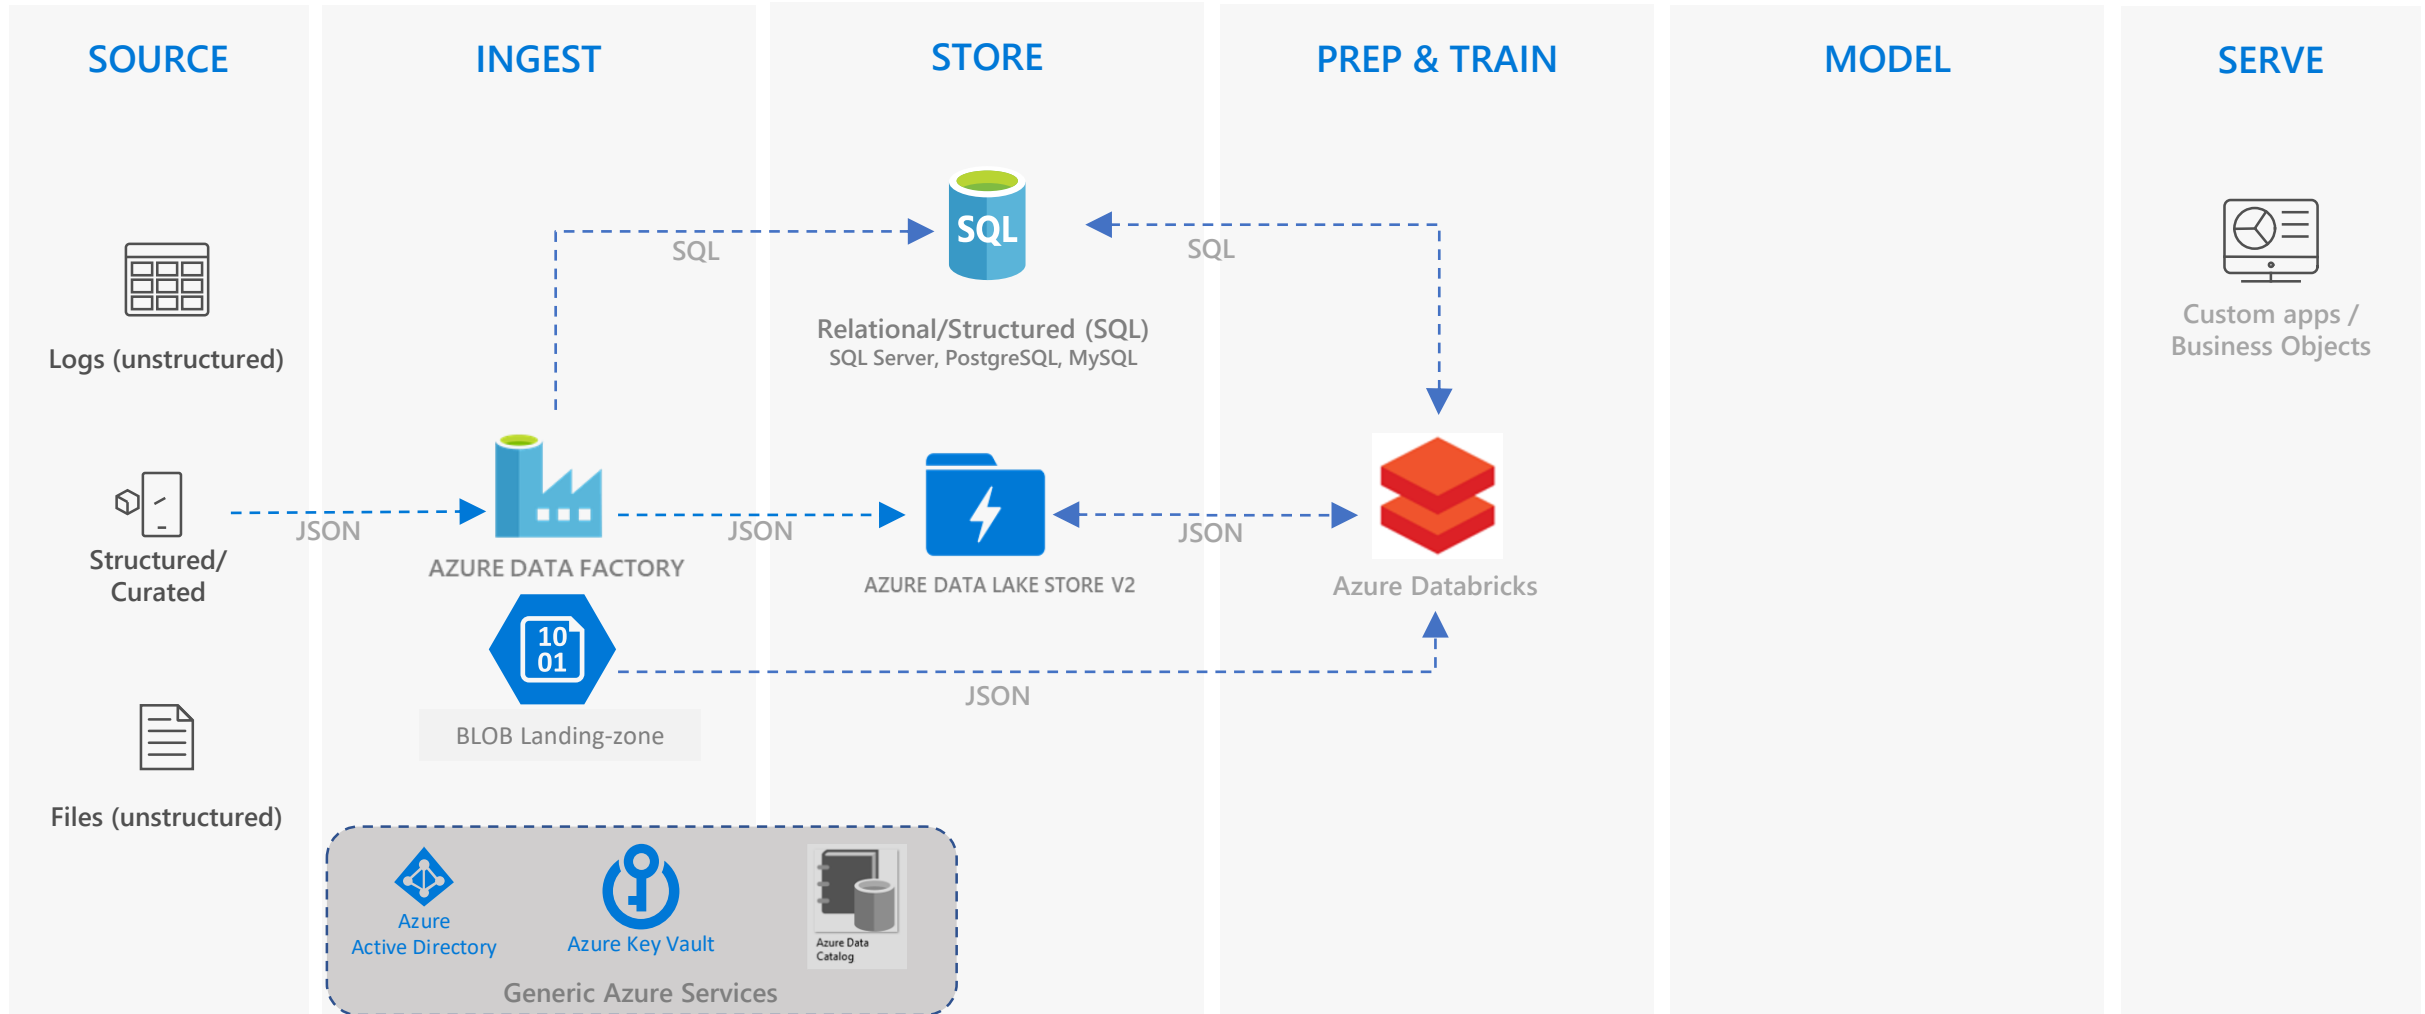 SOURCE
INGEST
STORE
PREP & TRAIN
MODEL
SERVE
Logs (unstructured)
Structured/
Curated
Files (unstructured)
JSON
SQL
AZURE DATA FACTORY
10
01
BLOB Landing-zone
JSON
SQL
Relational/Structured (SQL)
SQL Server, PostgreSQL, MySQL
AZURE DATA LAKE STORE V2
JSON
SQL
JSON
Azure Databricks
Custom apps /
Business Objects
Azure
Active Directory
Azure Key Vault
Azure Data
Catalog
Generic Azure Services